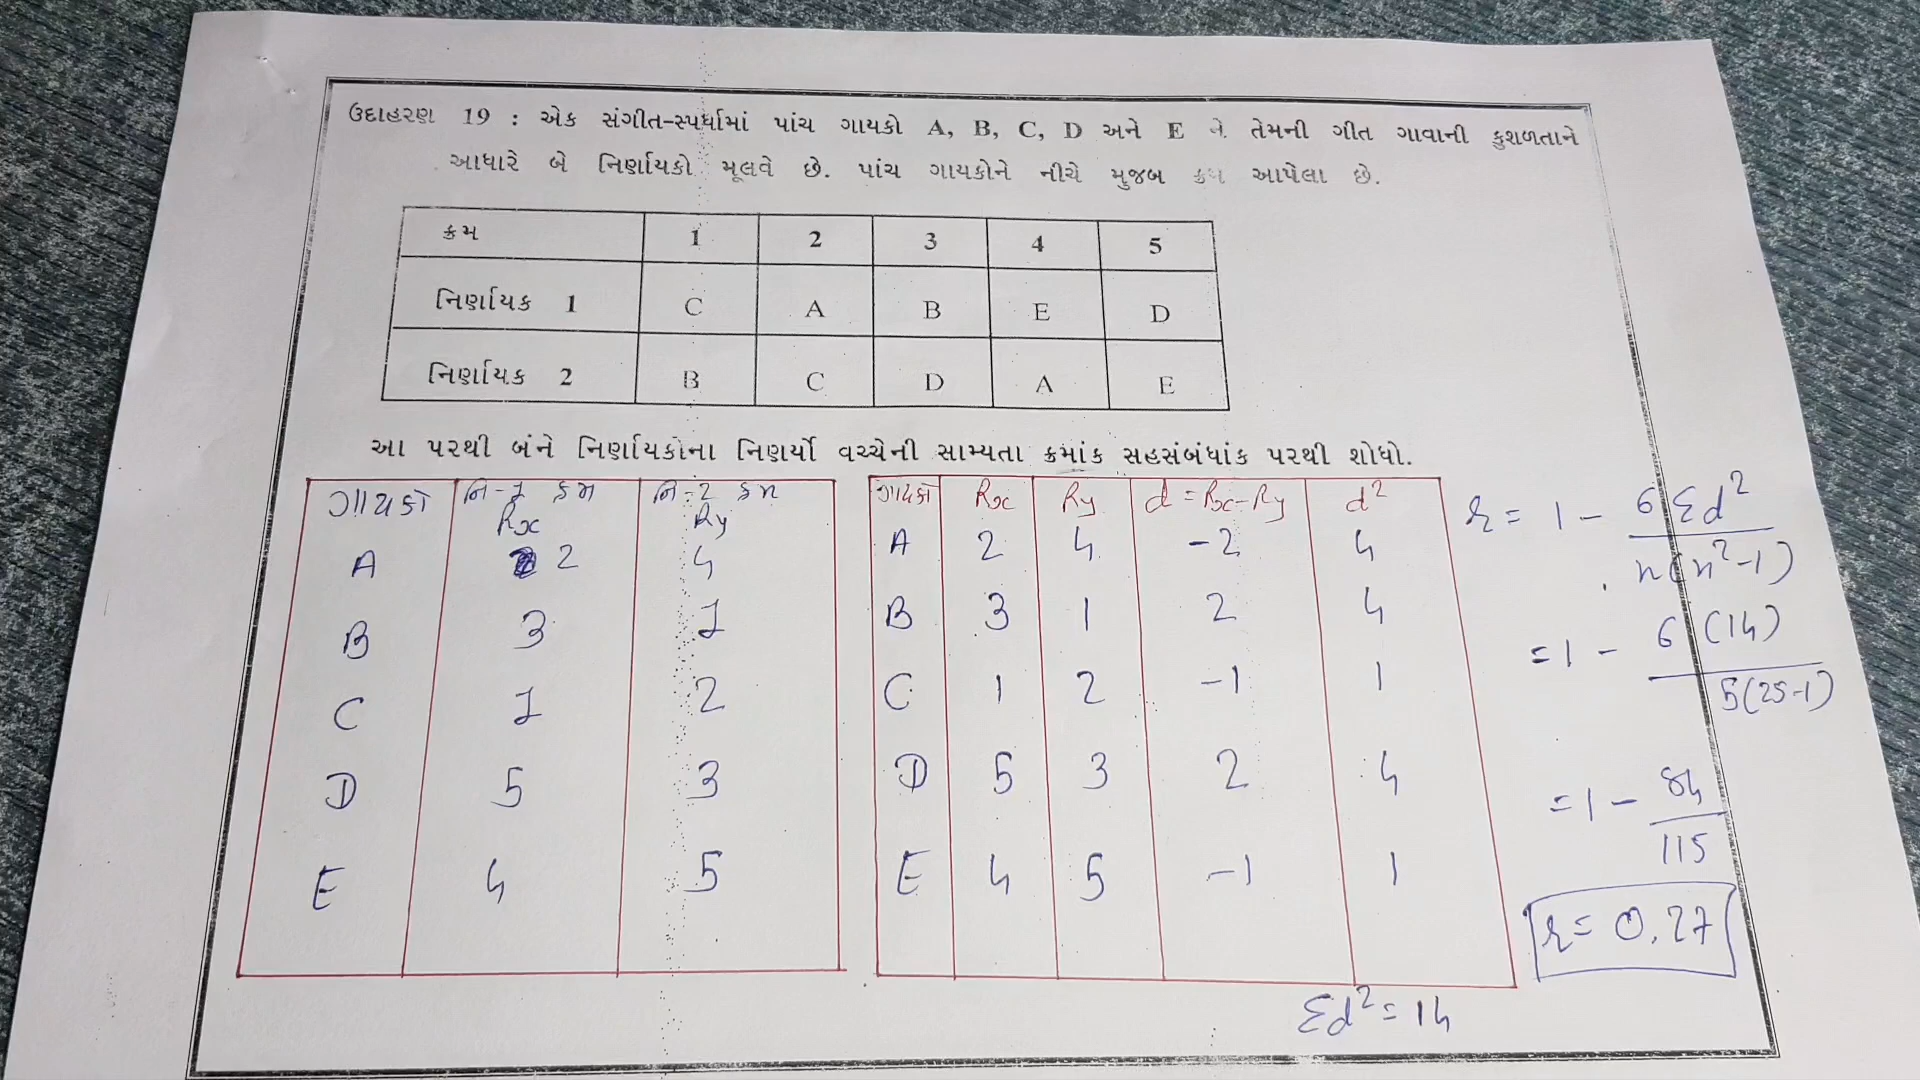 ઉદાહરણ 19 : એક સંગીત-સ્પર્ધામાં પાંચ ગાયકો A, B, C, D અને E ને તેમની ગીત ગાવાની કુશળતાને
આધારે બે નિર્ણાયકો મૂલવે છે. પાંચ ગાયકોને નીચે મુજબ ક્રમ આપેલા છે.
ક્રમ 1 2 3 4 5
નિર્ણાયક 1 C A B E D
નિર્ણાયક 2 B C D A E
આ પરથી બંને નિર્ણાયકોના નિર્ણયો વચ્ચેની સામ્યતા ક્રમાંક સહસંબંધાંક પરથી શોધો.
ગાયકો નિ-1 ક્રમ Rx નિ-2 ક્રમ Ry
A 2 4
B 3 1
C 1 2
D 5 3
E 4 5
ગાયકો Rx Ry d = Rx-Ry d²
A 2 4 -2 4
B 3 1 2 4
C 1 2 -1 1
D 5 3 2 4
E 4 5 -1 1
Σd² = 14
r = 1 - 6Σd² / n(n²-1)
= 1 - 6(14) / 5(25-1)
= 1 - 84 / 115
r = 0.27